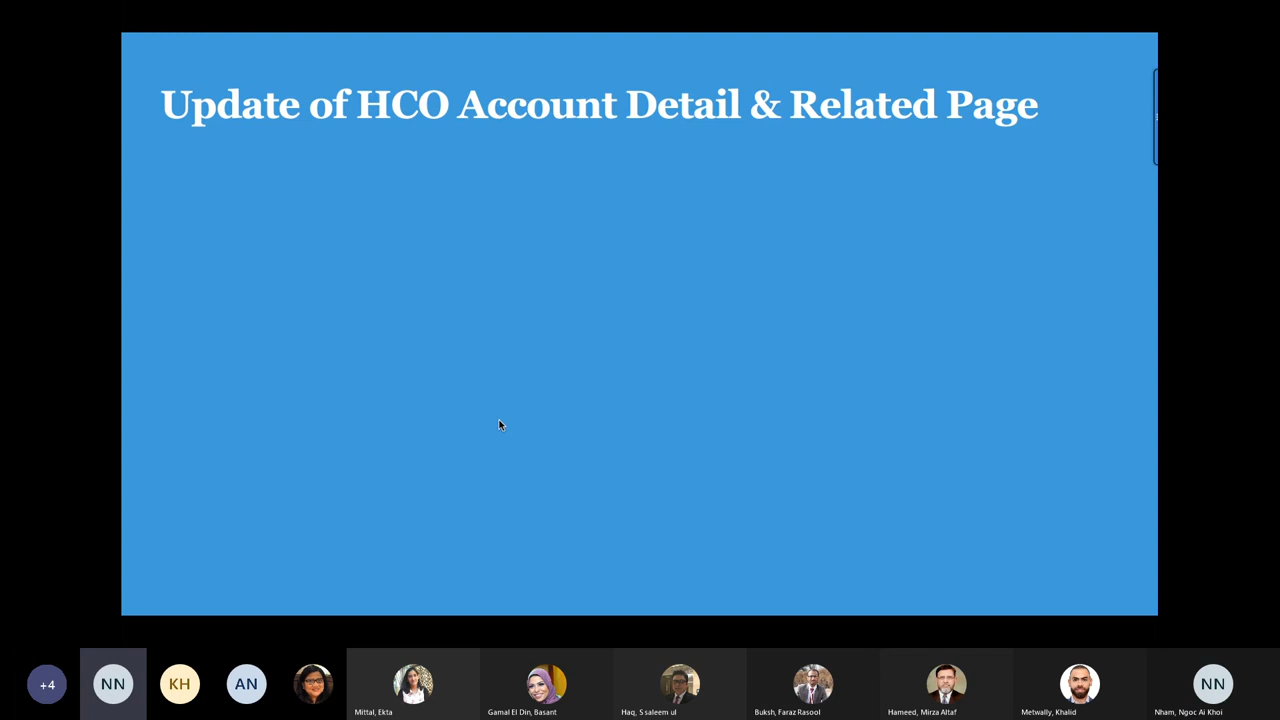 Update of HCO Account Detail & Related Page
+4
NN
KH
AN
NN
Mittal, Ekta
Gamal El Din, Basant
Haq, S saleem ul
Buksh, Faraz Rasool
Hameed, Mirza Altaf
Metwally, Khalid
Nham, Ngoc Ai Khoi